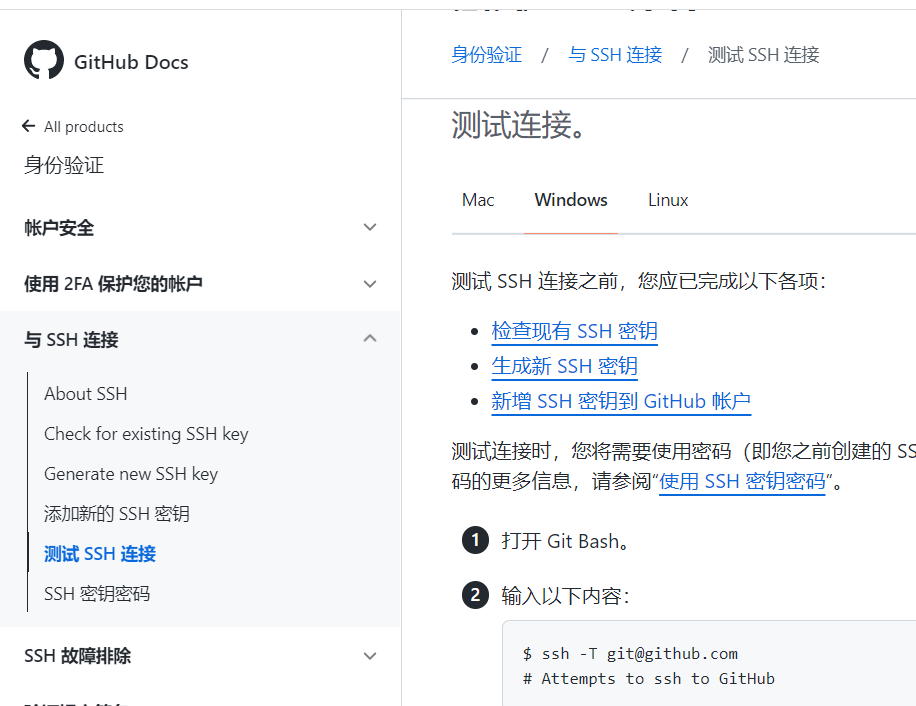 GitHub Docs
All products
身份验证
帐户安全
使用 2FA 保护您的帐户
与 SSH 连接
About SSH
Check for existing SSH key
Generate new SSH key
添加新的 SSH 密钥
测试 SSH 连接
SSH 密钥密码
SSH 故障排除
身份验证 / 与 SSH 连接 / 测试 SSH 连接
测试连接。
Mac Windows Linux
测试 SSH 连接之前，您应已完成以下各项：
• 检查现有 SSH 密钥
• 生成新 SSH 密钥
• 新增 SSH 密钥到 GitHub 帐户
测试连接时，您将需要使用密码（即您之前创建的 SS
码的更多信息，请参阅“使用 SSH 密钥密码”。
1 打开 Git Bash。
2 输入以下内容：
$ ssh -T git@github.com
# Attempts to ssh to GitHub